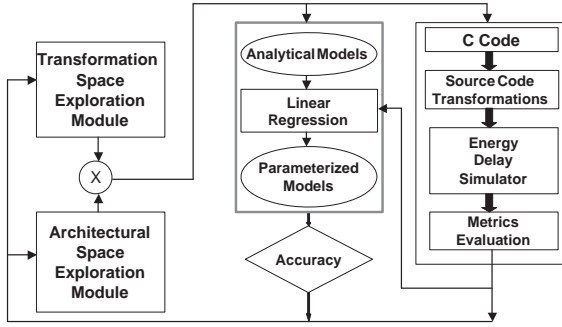 Transformation
Space
Exploration
Module
X
Architectural
Space
Exploration
Module
Analytical Models
Linear
Regression
Parameterized
Models
Accuracy
C Code
Source Code
Transformations
Energy
Delay
Simulator
Metrics
Evaluation